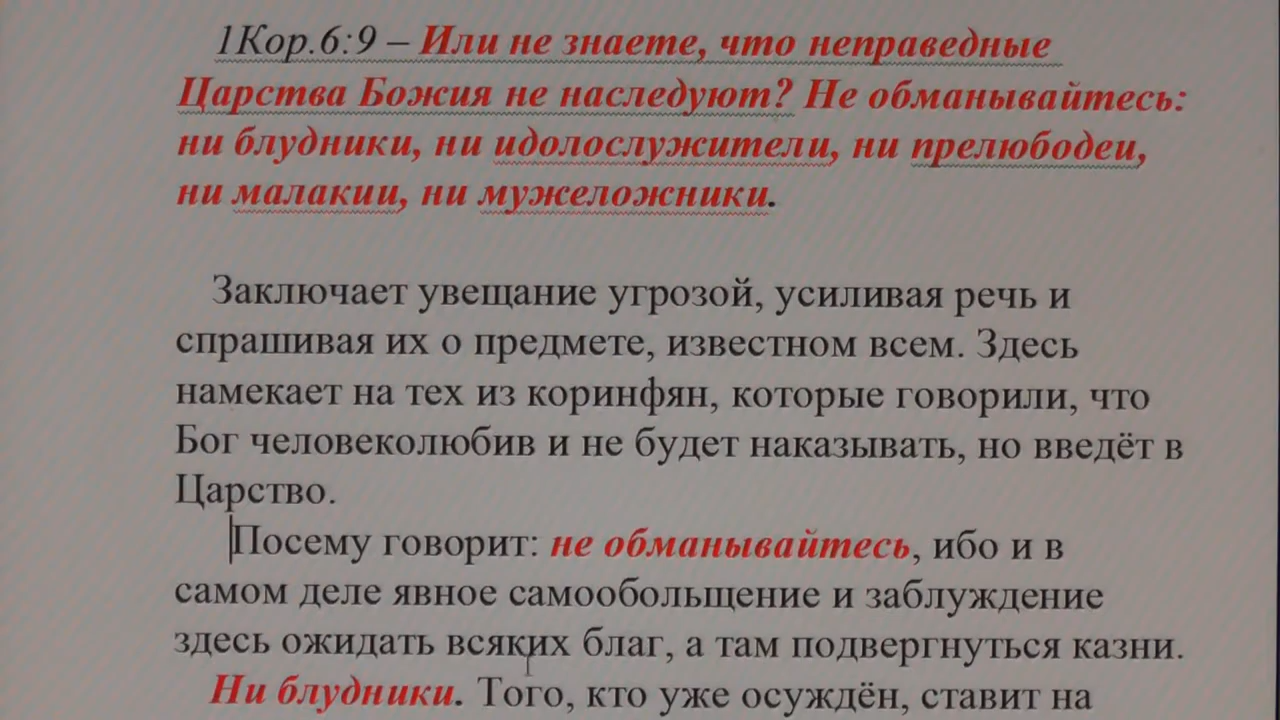 1Кор.6:9 – Или не знаете, что неправедные
Царства Божия не наследуют? Не обманывайтесь:
ни блудники, ни идолослужители, ни прелюбодеи,
ни малакии, ни мужеложники.
Заключает увещание угрозой, усиливая речь и
спрашивая их о предмете, известном всем. Здесь
намекает на тех из коринфян, которые говорили, что
Бог человеколюбив и не будет наказывать, но введёт в
Царство.
Посему говорит: не обманывайтесь, ибо и в
самом деле явное самообольщение и заблуждение
здесь ожидать всяких благ, а там подвергнуться казни.
Ни блудники. Того, кто уже осуждён, ставит на